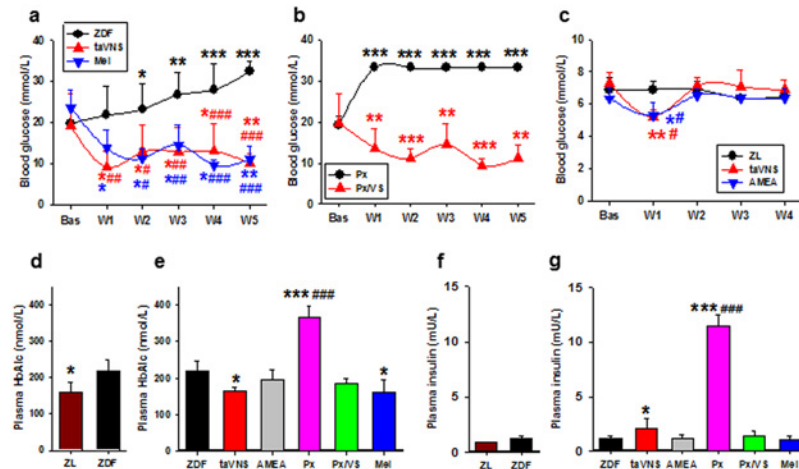 a
ZDF
taVNS
Mel
Blood glucose (mmol/L)
40
30
20
10
0
* ** *** ***
*### **
###
*## *# *## *### **
* *# *## *### ###
Bas W1 W2 W3 W4 W5
b
Blood glucose (mmol/L)
40
30
20
10
0
*** *** *** *** ***
** *** ** *** **
Px
Px/VS
Bas W1 W2 W3 W4 W5
c
Blood glucose (mmol/L)
10
8
6
4
2
0
*#
** #
ZL
taVNS
AMEA
Bas W1 W2 W3 W4
d
Plasma HbAlc (nmol/L)
400
300
200
100
0
*
ZL ZDF
e
Plasma HbAlc (nmol/L)
400
300
200
100
0
*** ###
* *
ZDF taVNS AMEA Px Px/VS Mel
f
Plasma insulin (mU/L)
15
10
5
0
ZL ZDF
g
Plasma insulin (mU/L)
15
10
5
0
*** ###
*
ZDF taVNS AMEA Px Px/VS Mel